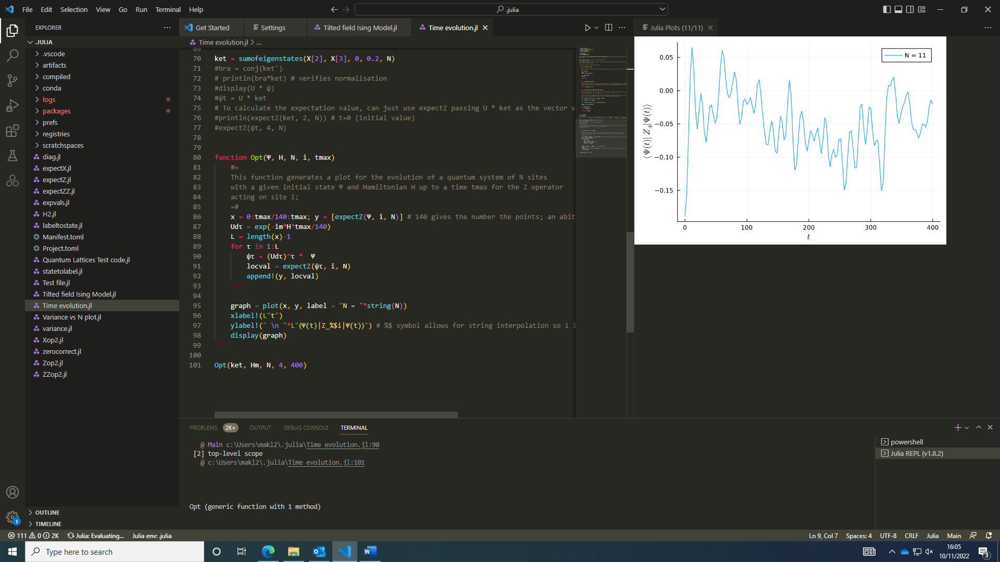 File Edit Selection View Go Run Terminal Help
.julia
EXPLORER
Get Started
Settings
Tilted field Ising Model.jl
Time evolution.jl
Julia Plots (11/11)
JULIA
.vscode
artifacts
compiled
conda
logs
packages
prefs
registries
scratchspaces
diag.jl
expectX.jl
expectZ.jl
expectZZ.jl
expvals.jl
H2.jl
labeltostate.jl
Manifest.toml
Project.toml
Quantum Lattices Test code.jl
statetolabel.jl
Test file.jl
Tilted field Ising Model.jl
Time evolution.jl
Variance vs N plot.jl
variance.jl
Xop2.jl
zerocorrect.jl
Zop2.jl
ZZop2.jl
OUTLINE
TIMELINE
Time evolution.jl > ...
69
70 ket = sumofeigenstates(X[2], X[3], 0, 0.2, N)
71 #bra = conj(ket')
72 # println(bra*ket) # verifies normalisation
73 #display(U * ψ)
74 #ψt = U * ket
75 # To calculate the expectation value, can just use expectZ passing U * ket as the vector v
76 #println(expectZ(ket, 2, N)) # t=0 (initial value)
77 #expectZ(ψt, 4, N)
78
79
80 function Opt(Ψ, H, N, i, tmax)
81 #=
82 This function generates a plot for the evolution of a quantum system of N sites
83 with a given initial state Ψ and Hamiltonian H up to a time tmax for the Z operator
84 acting on site i;
85 =#
86 x = 0:tmax/140:tmax; y = [expectZ(Ψ, i, N)] # 140 gives the number the points; an abit
87 Udτ = exp(-im*H*tmax/140)
88 L = length(x)-1
89 for τ in 1:L
90 ψτ = (Udτ)^τ * Ψ
91 locval = expectZ(ψτ, i, N)
92 append!(y, locval)
93 end
94
95 graph = plot(x, y, label = "N = "*string(N))
96 xlabel!(L"t")
97 ylabel!(" \n "*L"⟨Ψ(t)|Z_%$i|Ψ(t)⟩") # %$ symbol allows for string interpolation so i i
98 display(graph)
99 end
100
101 Opt(ket, Hm, N, 4, 400)
N = 11
0.05
0.00
−0.05
−0.10
−0.15
0 100 200 300 400
t
⟨Ψ(t)| Z₄|Ψ(t)⟩
PROBLEMS 2K+ OUTPUT DEBUG CONSOLE TERMINAL
@ Main c:\Users\makl2\.julia\Time evolution.jl:90
[2] top-level scope
@ c:\Users\makl2\.julia\Time evolution.jl:101
Opt (generic function with 1 method)
powershell
Julia REPL (v1.8.2)
1
111 0 2K Julia: Evaluating... Julia env: .julia
Ln 9, Col 7 Spaces: 4 UTF-8 CRLF Julia Main
Type here to search
16:05
10/11/2022
3